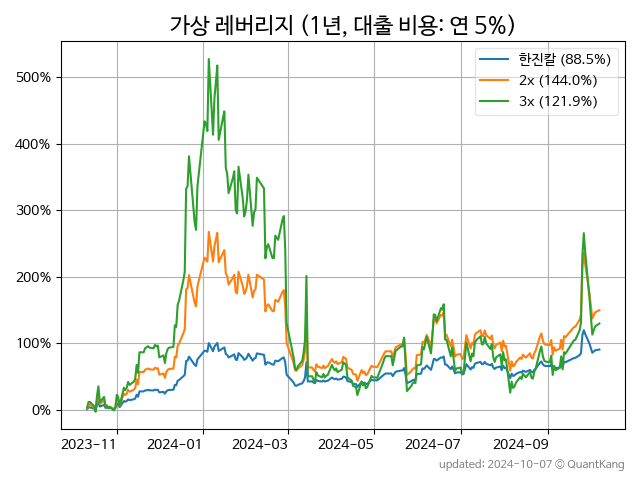 가상 레버리지 (1년, 대출 비용: 연 5%)
한진칼 (88.5%)
2x (144.0%)
3x (121.9%)
500%
400%
300%
200%
100%
0%
2023-11 2024-01 2024-03 2024-05 2024-07 2024-09
updated: 2024-10-07 © QuantKang